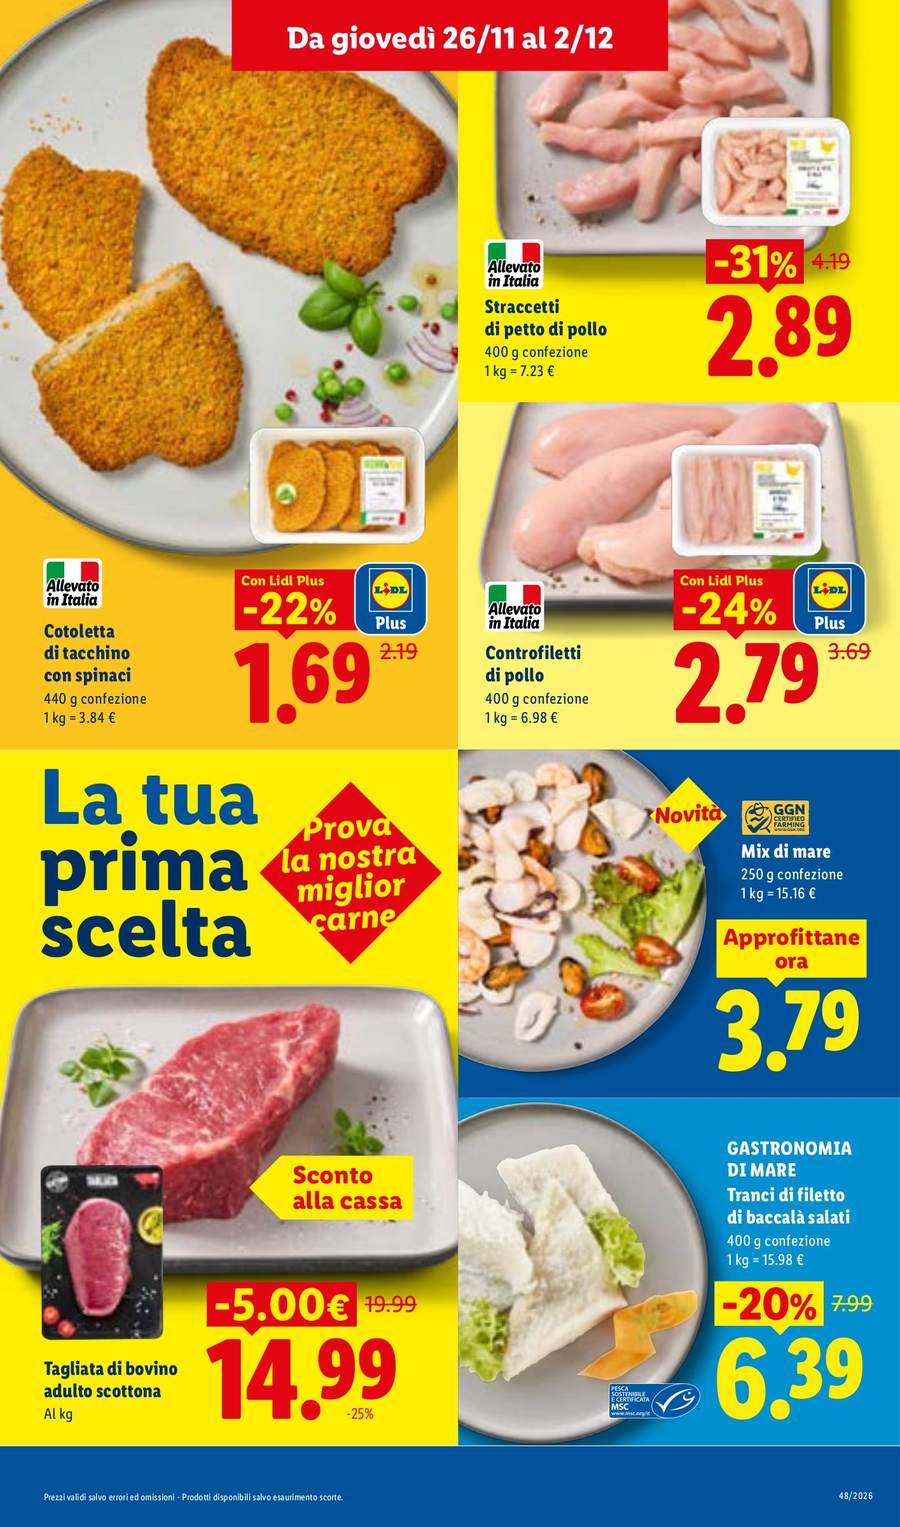 Da giovedì 26/11 al 2/12
Allevato
in Italia
Straccetti
di petto di pollo
400 g confezione
1 kg = 7.23 €
-31%
4.19
2.89
Allevato
in Italia
Cotoletta
di tacchino
con spinaci
440 g confezione
1 kg = 3.84 €
Con Lidl Plus
-22%
LIDL
Plus
2.19
1.69
Allevato
in Italia
Controfiletti
di pollo
400 g confezione
1 kg = 6.98 €
Con Lidl Plus
-24%
LIDL
Plus
3.69
2.79
La tua
prima
scelta
Prova
la nostra
miglior
carne
Sconto
alla cassa
TAGLIATA
-5.00€
19.99
14.99
-25%
Tagliata di bovino
adulto scottona
Al kg
Novità
GGN
CERTIFIED
FARMING
WWW.GGN.ORG
Mix di mare
250 g confezione
1 kg = 15.16 €
Approfittane
ora
3.79
GASTRONOMIA
DI MARE
Tranci di filetto
di baccalà salati
400 g confezione
1 kg = 15.98 €
-20%
7.99
6.39
PESCA
SOSTENIBILE
E CERTIFICATA
MSC
www.msc.org/it
Prezzi validi salvo errori ed omissioni - Prodotti disponibili salvo esaurimento scorte.
48/2026